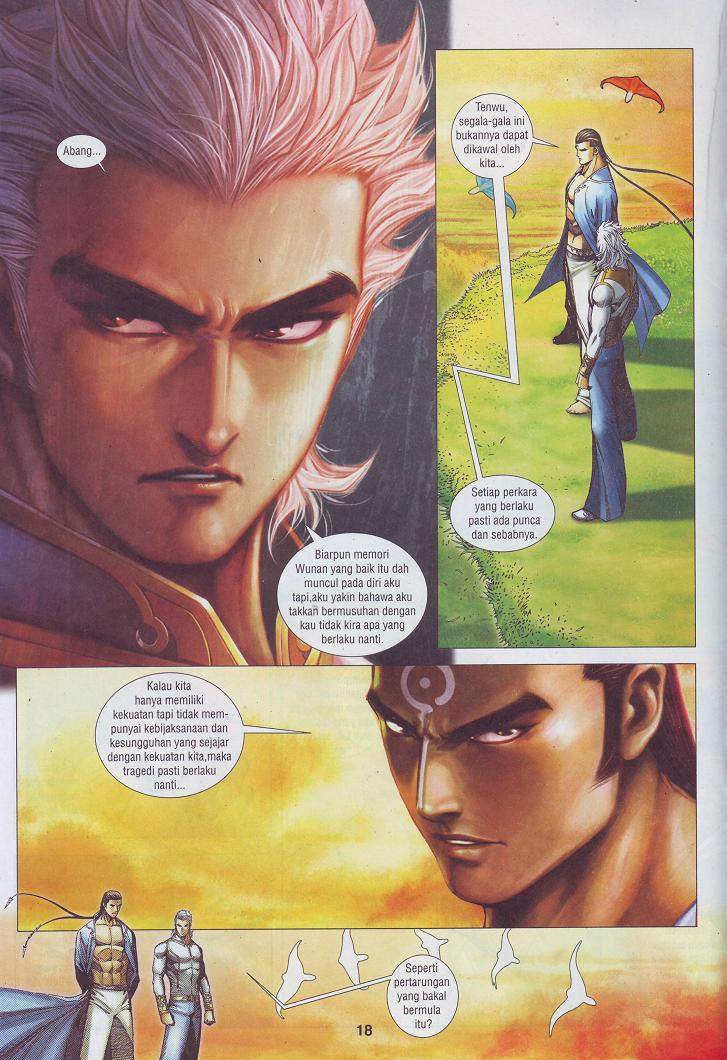 Abang...
Biarpun memori
Wunan yang baik itu dah
muncul pada diri aku
tapi,aku yakin bahawa aku
takkan bermusuhan dengan
kau tidak kira apa yang
berlaku nanti.
Tenwu,
segala-gala ini
bukannya dapat
dikawal oleh
kita...
Setiap perkara
yang berlaku
pasti ada punca
dan sebabnya.
Kalau kita
hanya memiliki
kekuatan tapi tidak mem-
punyai kebijaksanaan dan
kesungguhan yang sejajar
dengan kekuatan kita,maka
tragedi pasti berlaku
nanti...
Seperti
pertarungan
yang bakal
bermula
itu?
18